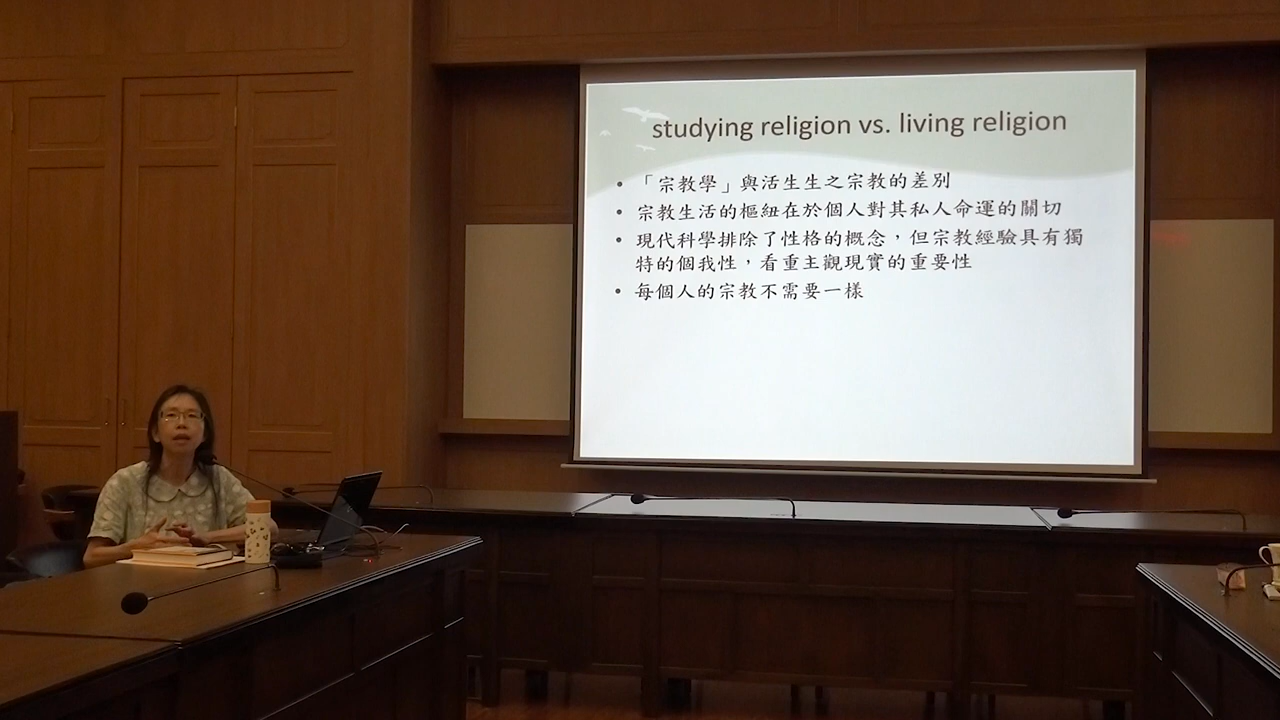 studying religion vs. living religion
• 「宗教學」與活生生之宗教的差別
• 宗教生活的樞紐在於個人對其私人命運的關切
• 現代科學排除了性格的概念，但宗教經驗具有獨
特的個我性，看重主觀現實的重要性
• 每個人的宗教不需要一樣